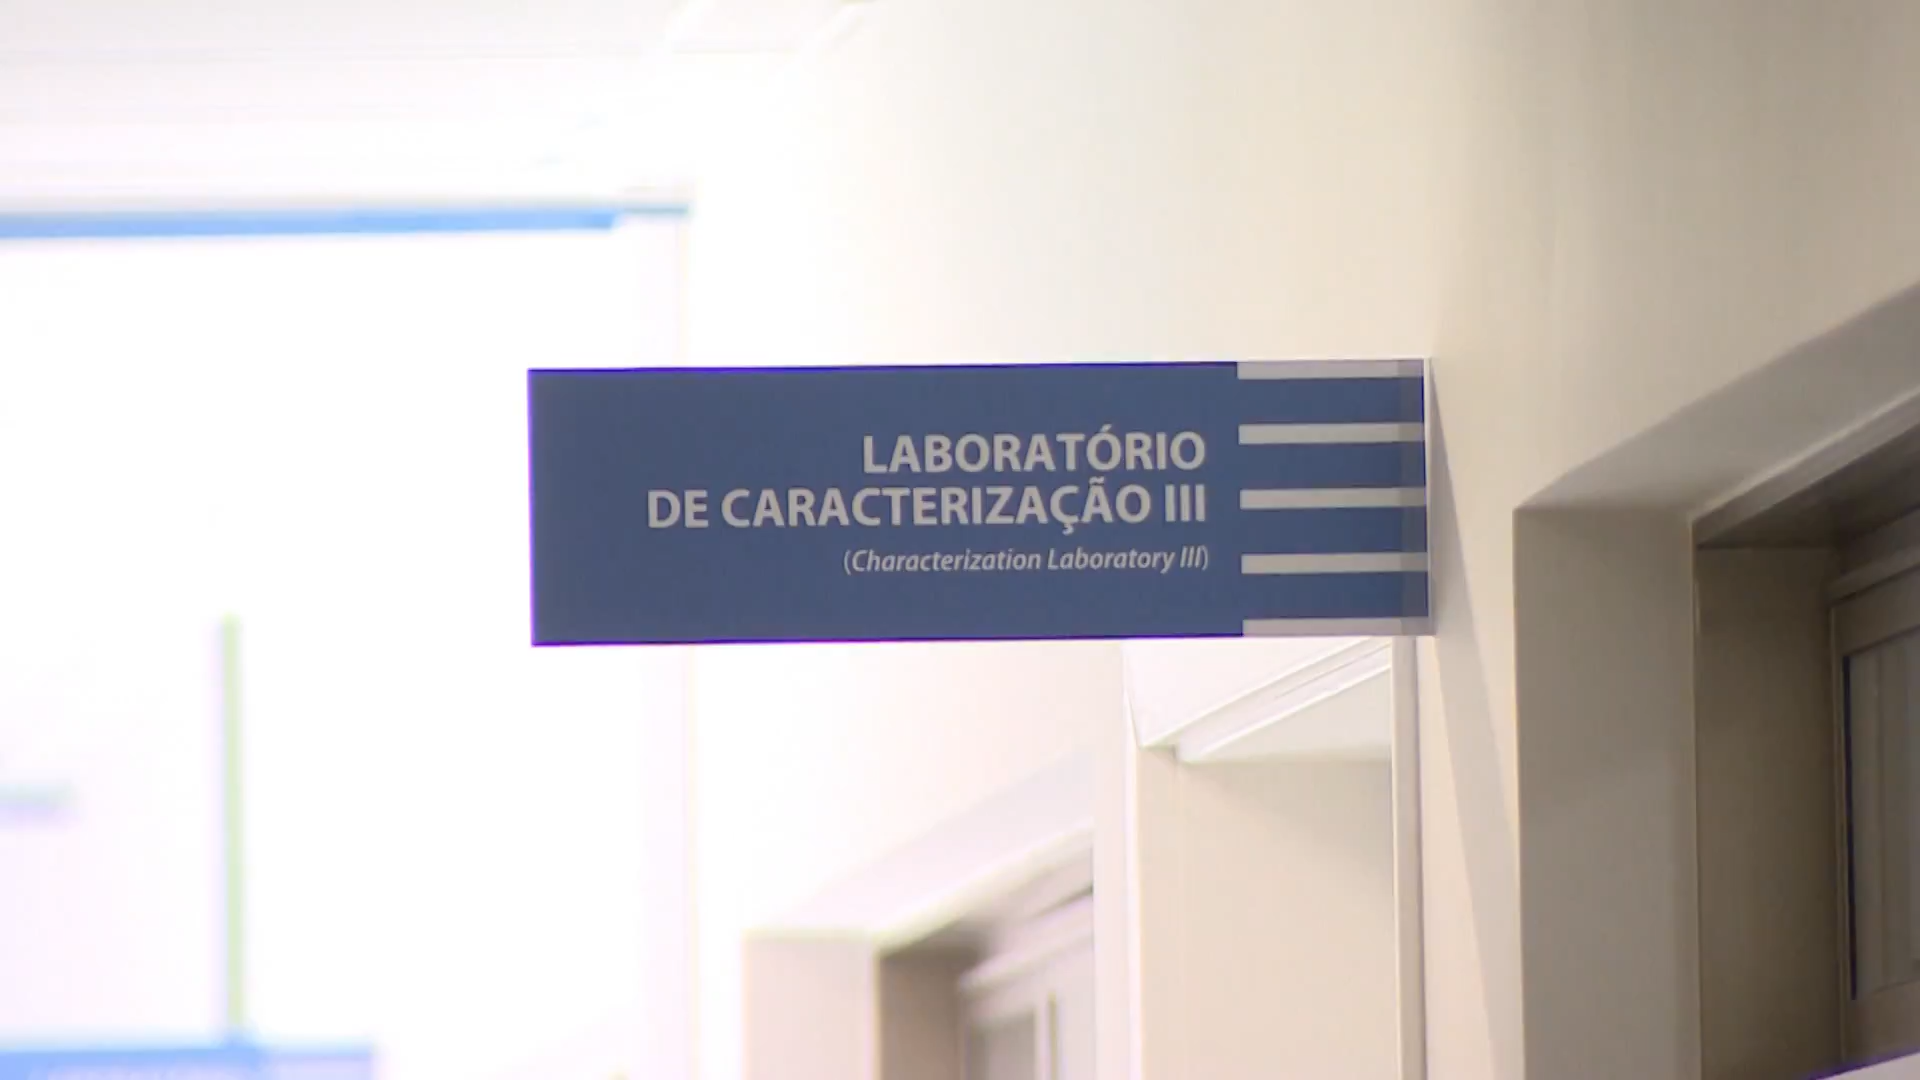 LABORATÓRIO
DE CARACTERIZAÇÃO III
(Characterization Laboratory III)